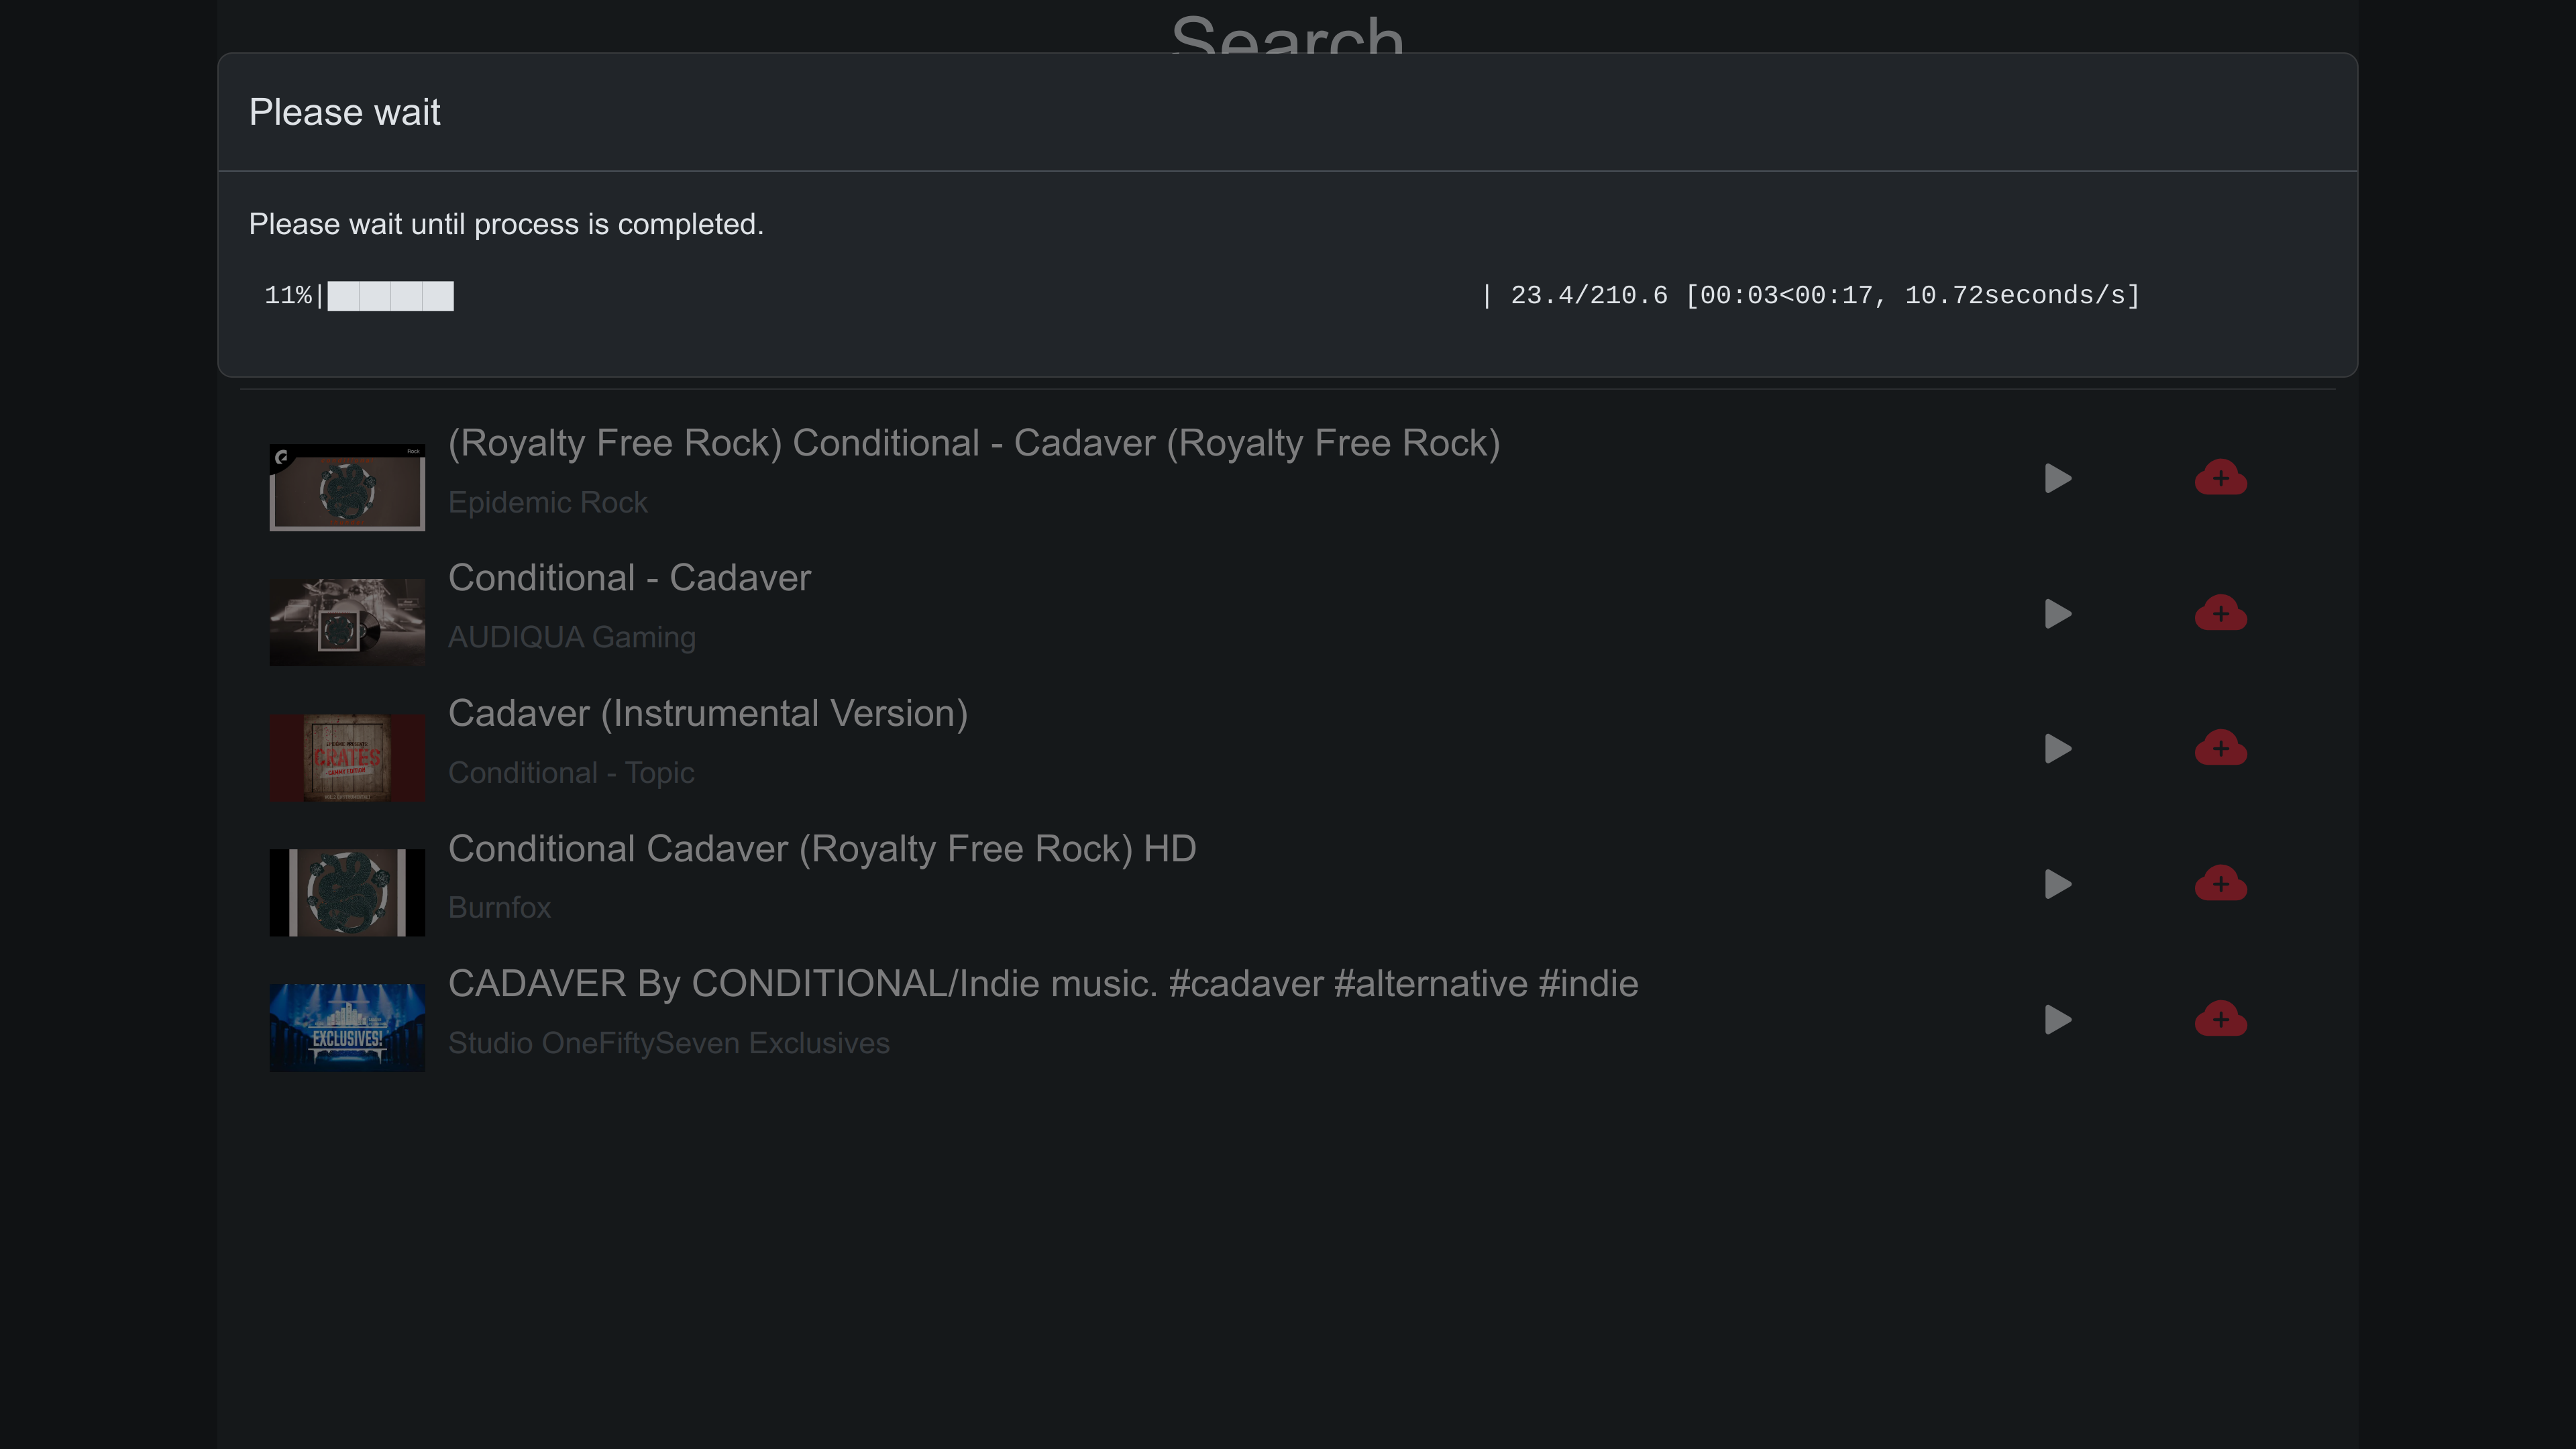 Search
Please wait
Please wait until process is completed.
11%| | 23.4/210.6 [00:03<00:17, 10.72seconds/s]
(Royalty Free Rock) Conditional - Cadaver (Royalty Free Rock)
Rock
Epidemic Rock
Conditional - Cadaver
AUDIQUA Gaming
Cadaver (Instrumental Version)
CRATES
Conditional - Topic
Conditional Cadaver (Royalty Free Rock) HD
Burnfox
CADAVER By CONDITIONAL/Indie music. #cadaver #alternative #indie
EXCLUSIVES!
Studio OneFiftySeven Exclusives